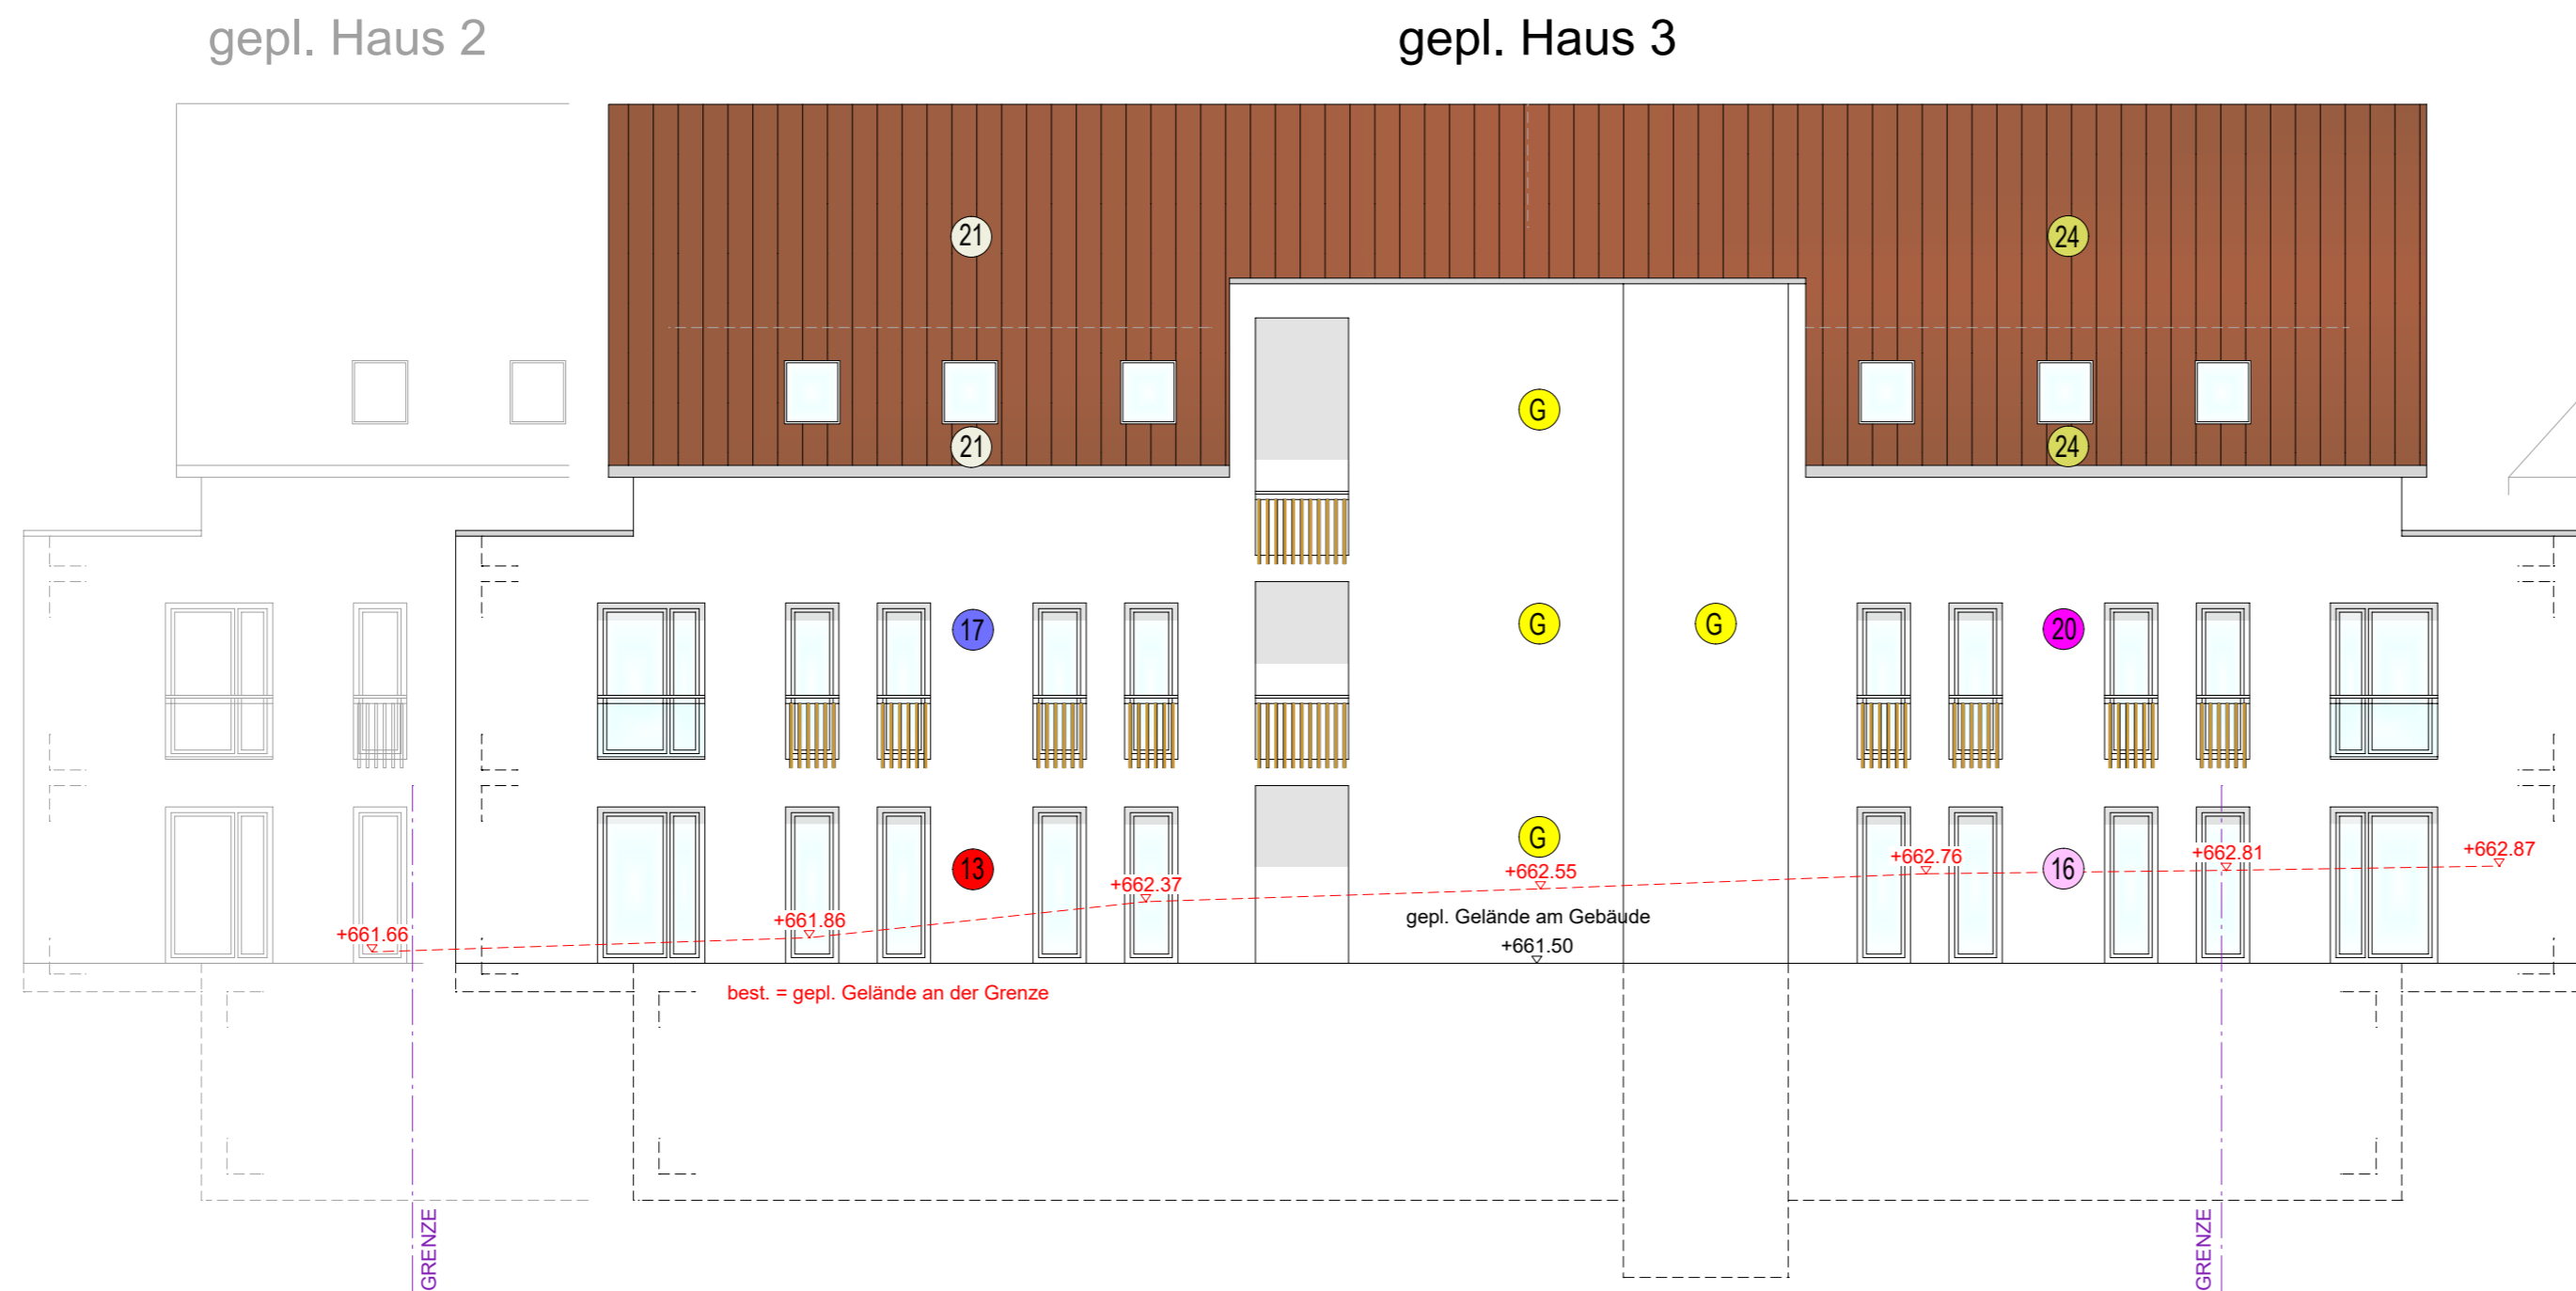 gepl. Haus 2
gepl. Haus 3
21
24
21
24
G
17
G
G
20
G
13
16
+661.66
+661.86
+662.37
+662.55
+662.76
+662.81
+662.87
gepl. Gelände am Gebäude
+661.50
best. = gepl. Gelände an der Grenze
GRENZE
GRENZE